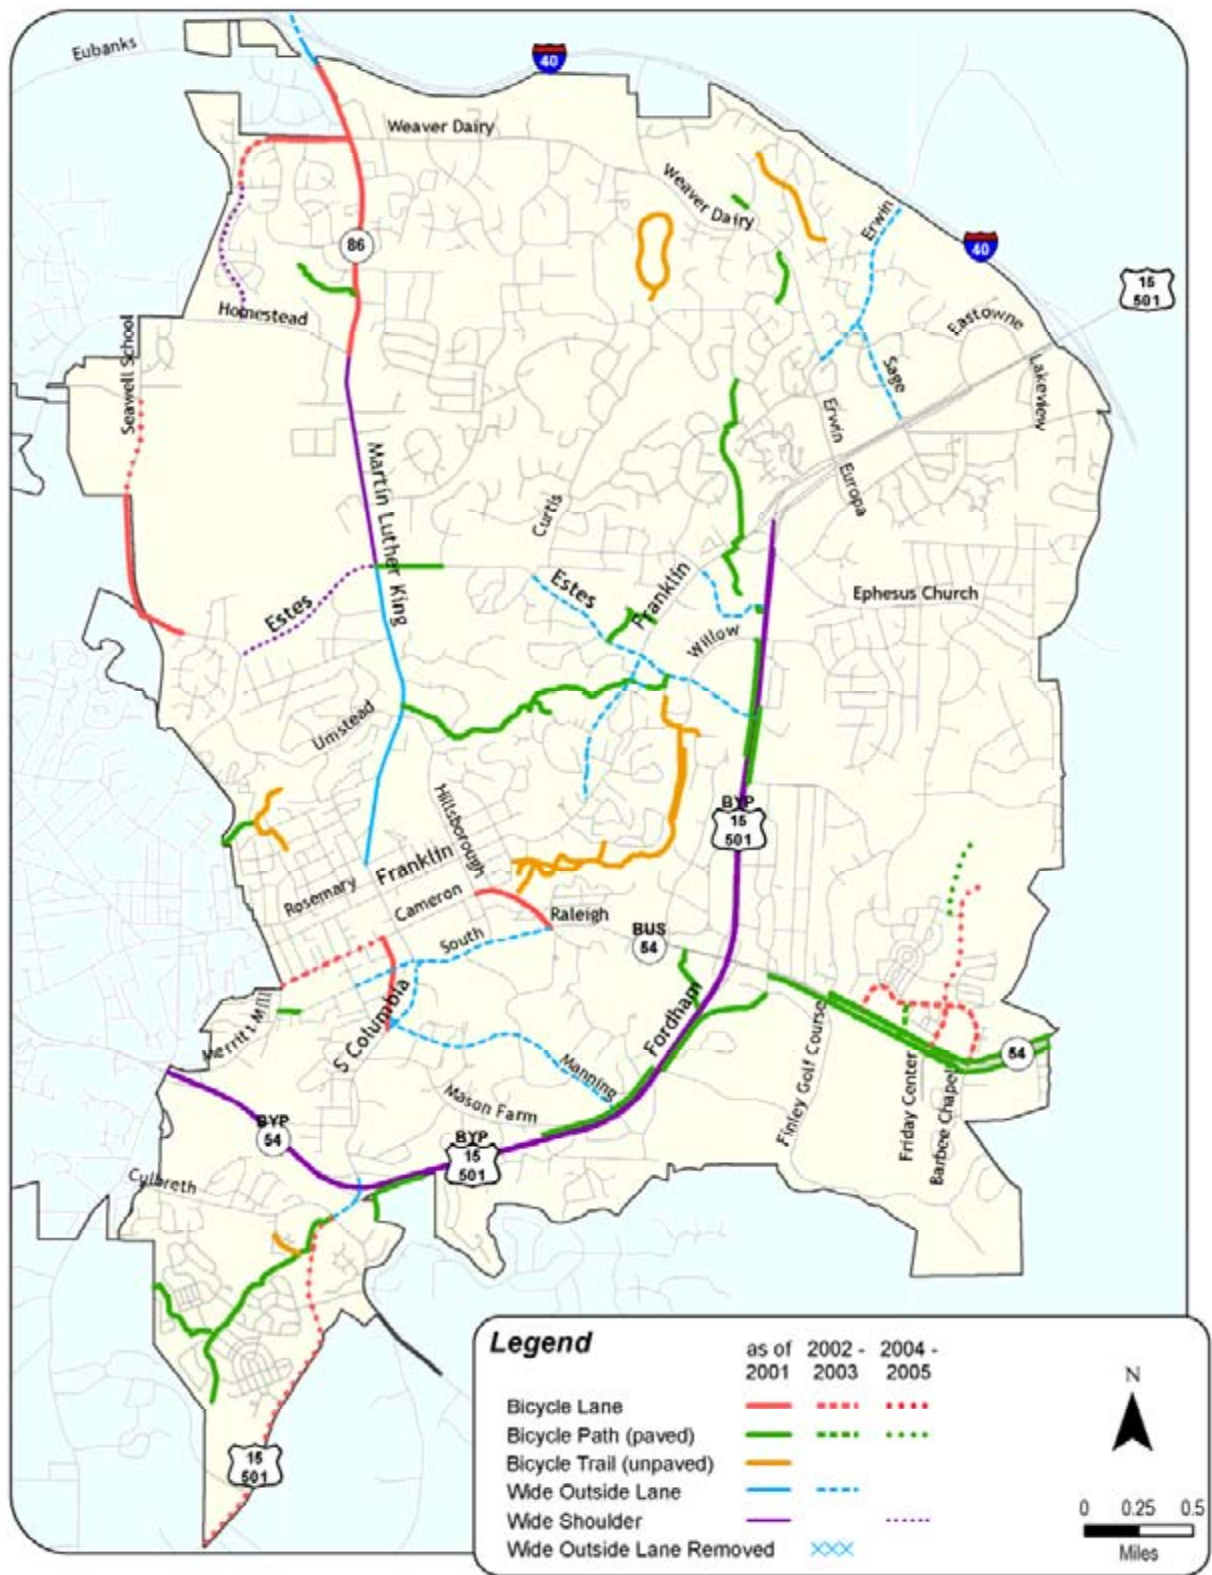 Eubanks
40
Weaver Dairy
Weaver Dairy
Erwin
86
40
15
501
Homestead
Eastowne
Seawell School
Sage
Lakeview
Erwin
Martin Luther King
Europa
Curtis
Estes
Franklin
Ephesus Church
Estes
Willow
Umstead
Hillsborough
BYP
15
501
Franklin
Rosemary
Cameron
Raleigh
South
BUS
54
Merritt Mill
S Columbia
Fordham
Finley Golf Course
54
Manning
Friday Center
Barbee Chapel
Mason Farm
BYP
54
BYP
15
501
Culbreth
15
501
Legend
as of 2002 - 2004 -
2001 2003 2005
Bicycle Lane
Bicycle Path (paved)
Bicycle Trail (unpaved)
Wide Outside Lane
Wide Shoulder
Wide Outside Lane Removed
N
0 0.25 0.5
Miles